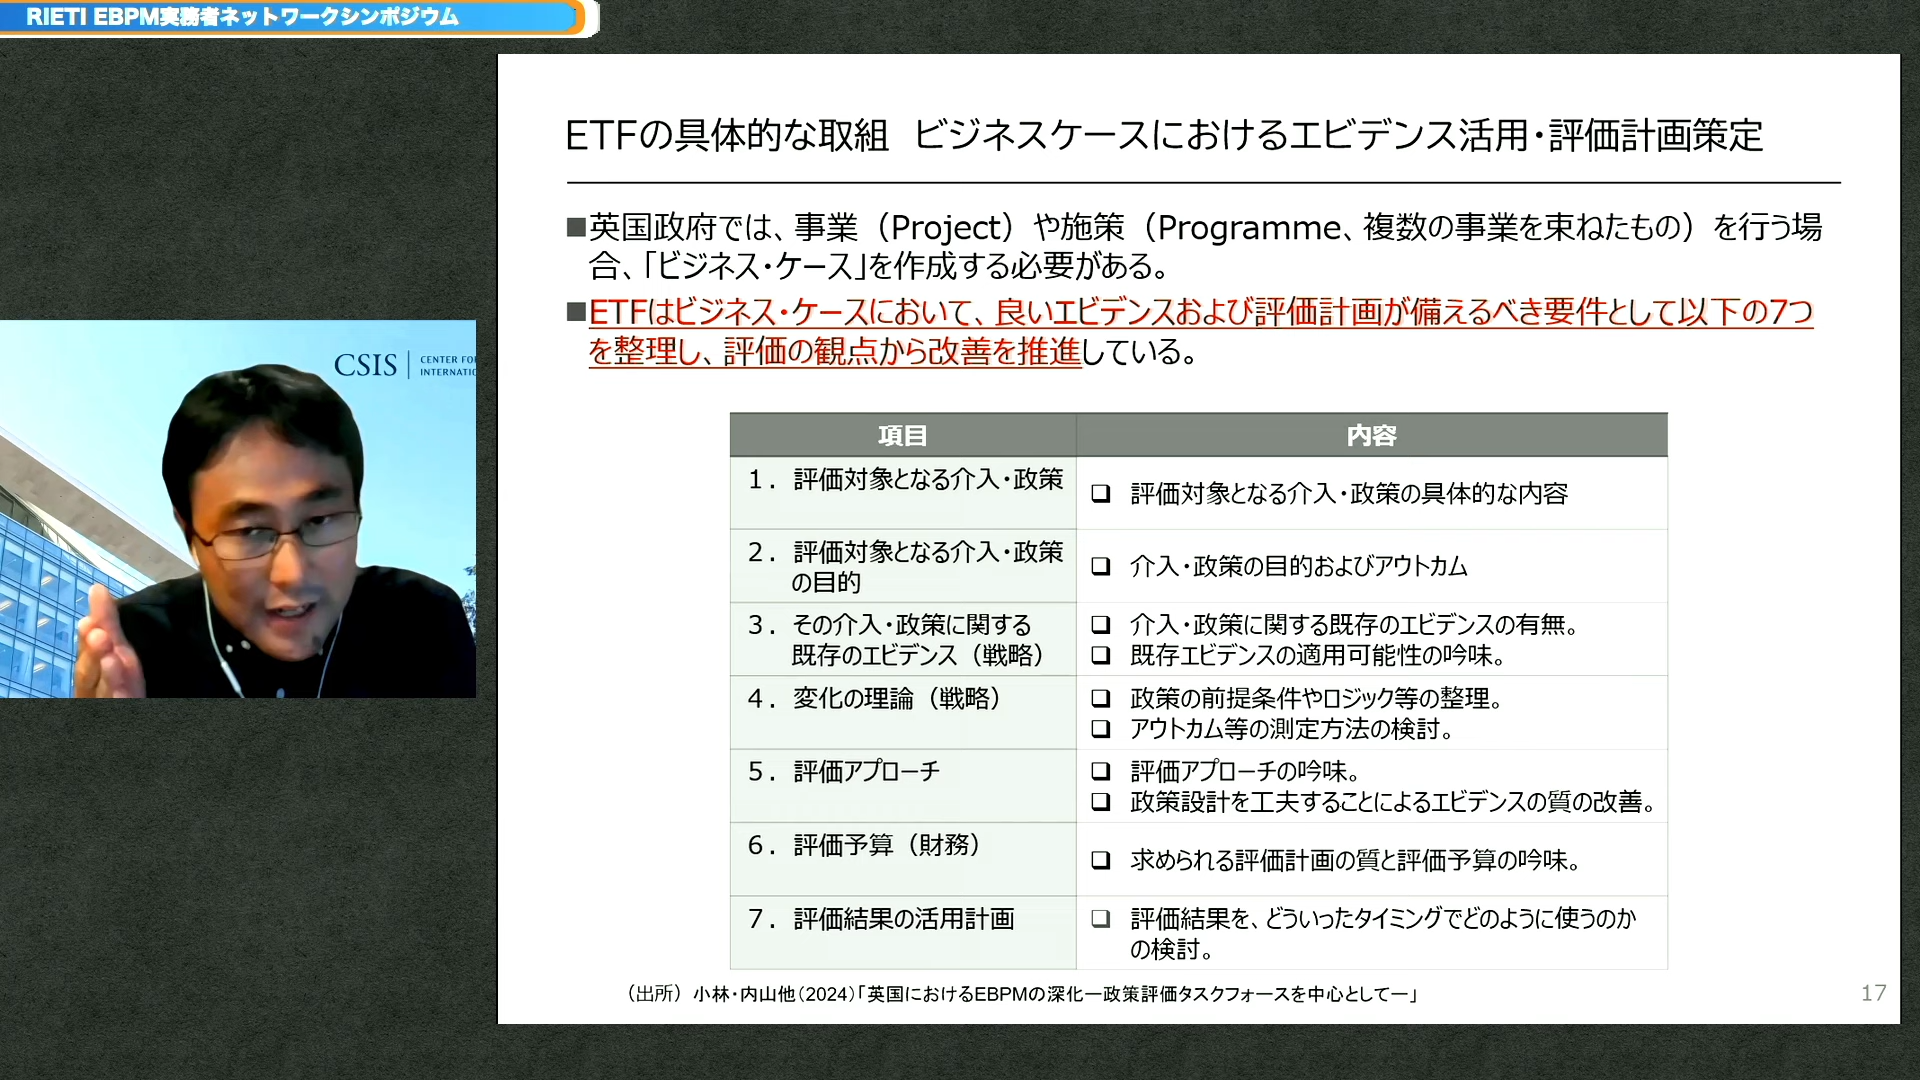 RIETI EBPM実務者ネットワークシンポジウム
ETFの具体的な取組 ビジネスケースにおけるエビデンス活用・評価計画策定
■英国政府では、事業（Project）や施策（Programme、複数の事業を束ねたもの）を行う場
合、「ビジネス・ケース」を作成する必要がある。
■ETFはビジネス・ケースにおいて、良いエビデンスおよび評価計画が備えるべき要件として以下の7つ
を整理し、評価の観点から改善を推進している。
項目 内容
1．評価対象となる介入・政策
❑ 評価対象となる介入・政策の具体的な内容
2．評価対象となる介入・政策
の目的
❑ 介入・政策の目的およびアウトカム
3．その介入・政策に関する
既存のエビデンス（戦略）
❑ 介入・政策に関する既存のエビデンスの有無。
❑ 既存エビデンスの適用可能性の吟味。
4．変化の理論（戦略）
❑ 政策の前提条件やロジック等の整理。
❑ アウトカム等の測定方法の検討。
5．評価アプローチ
❑ 評価アプローチの吟味。
❑ 政策設計を工夫することによるエビデンスの質の改善。
6．評価予算（財務）
❑ 求められる評価計画の質と評価予算の吟味。
7．評価結果の活用計画
❑ 評価結果を、どういったタイミングでどのように使うのか
の検討。
（出所）小林・内山他（2024）「英国におけるEBPMの深化―政策評価タスクフォースを中心として―」
17
CSIS
CENTER FO
INTERNATIO